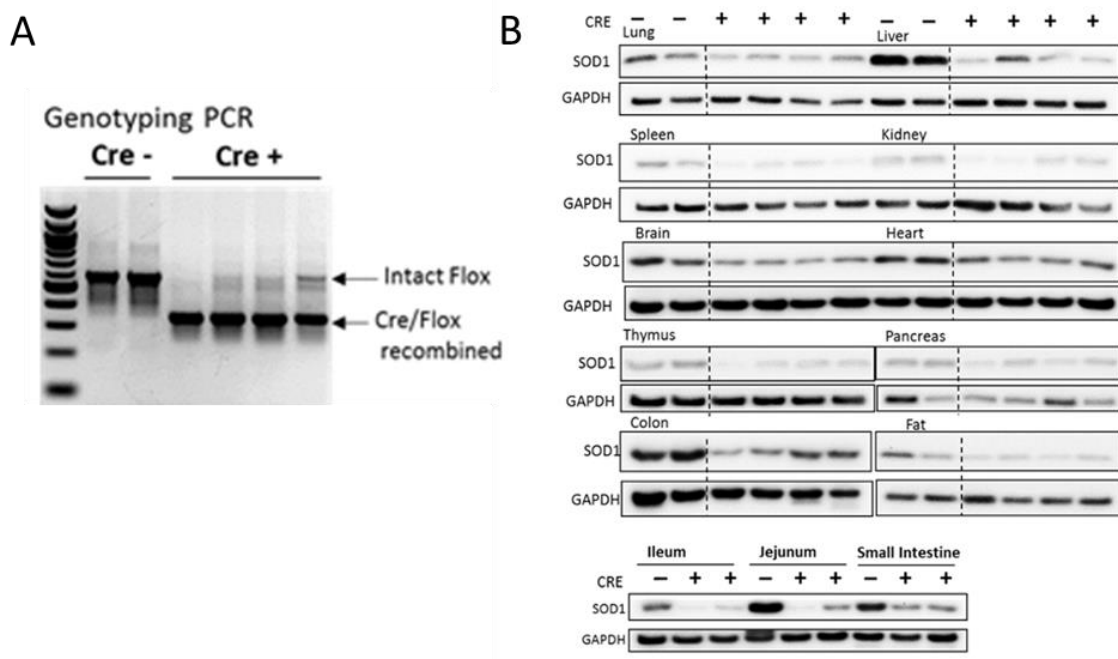 A
Genotyping PCR
Cre - Cre +
Intact Flox
Cre/Flox
recombined
B
CRE − − + + + + − − + + + +
Lung Liver
SOD1
GAPDH
Spleen Kidney
SOD1
GAPDH
Brain Heart
SOD1
GAPDH
Thymus Pancreas
SOD1
GAPDH
Colon Fat
SOD1
GAPDH
Ileum Jejunum Small Intestine
CRE − + + − + + − + +
SOD1
GAPDH